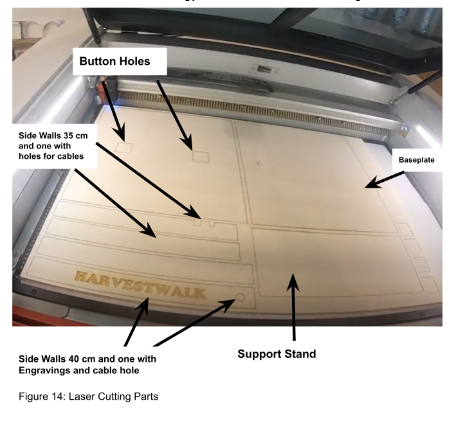 Button Holes
Side Walls 35 cm
and one with
holes for cables
Baseplate
HARVESTWALK
Side Walls 40 cm and one with
Engravings and cable hole
Support Stand
Figure 14: Laser Cutting Parts